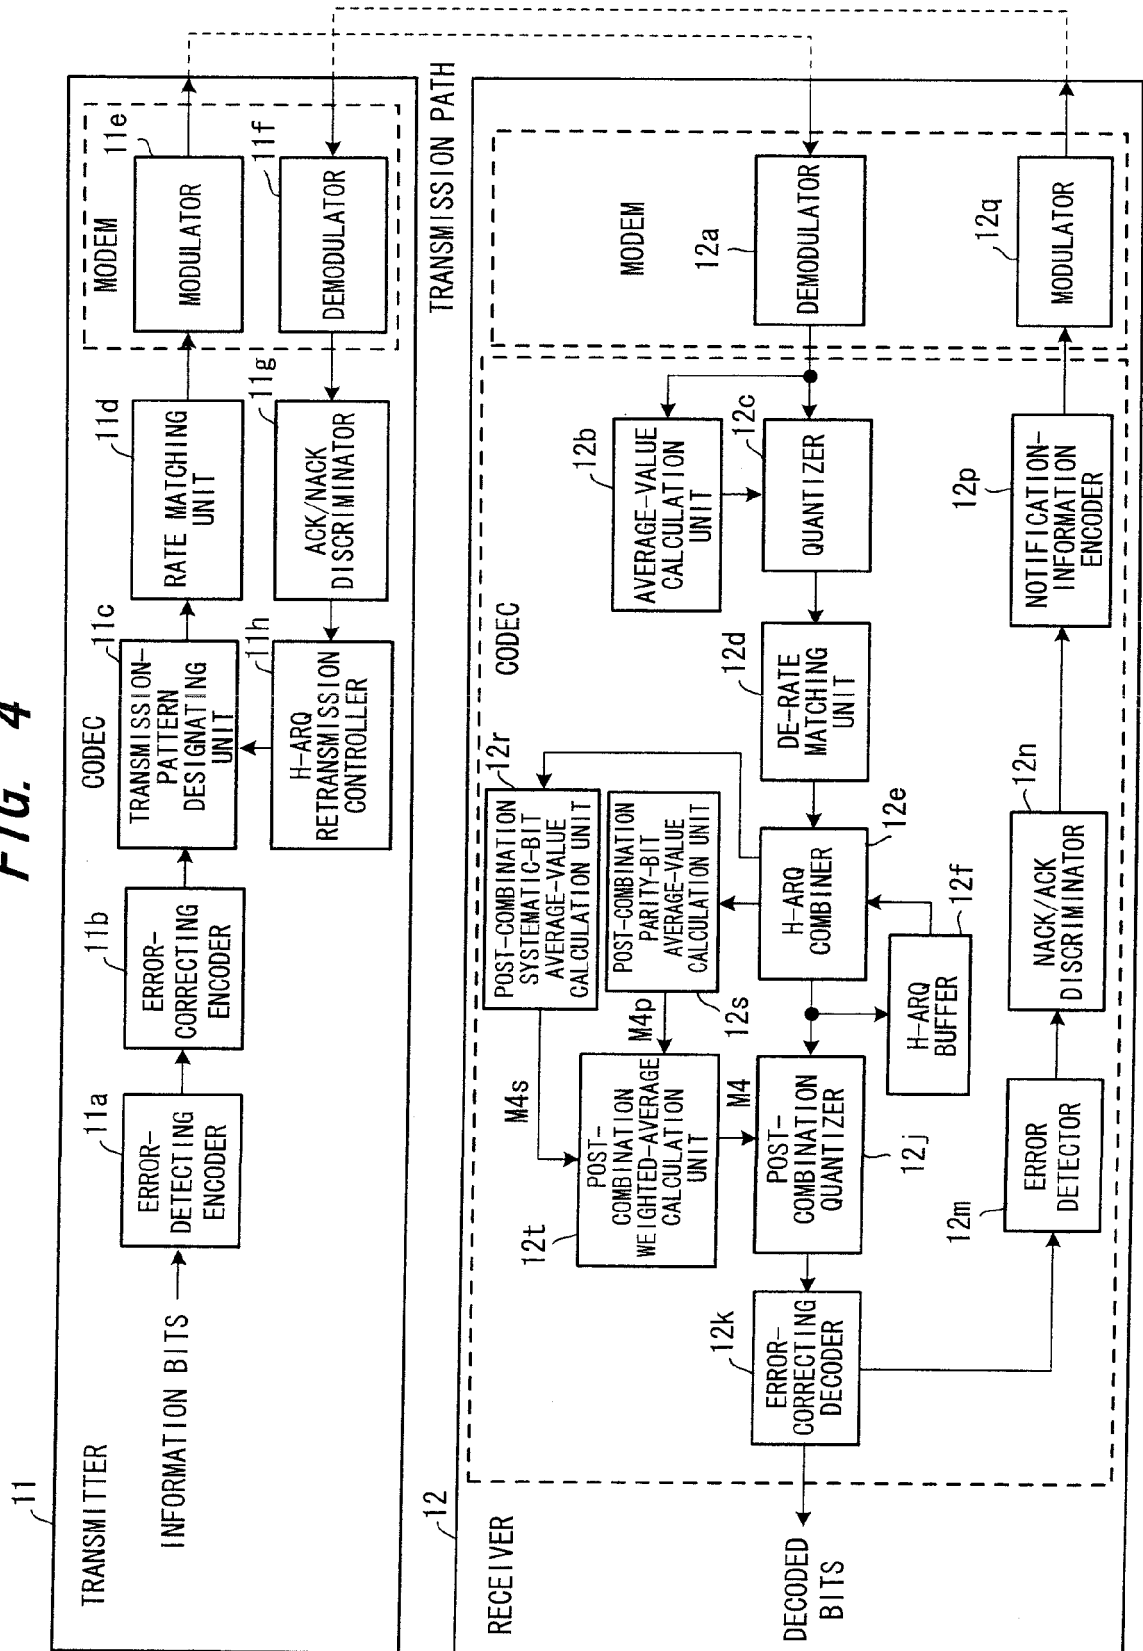 FIG. 4
11
TRANSMITTER
INFORMATION BITS
11a
ERROR-
DETECTING
ENCODER
11b
ERROR-
CORRECTING
ENCODER
CODEC
11c
TRANSMISSION-
PATTERN
DESIGNATING
UNIT
11d
RATE MATCHING
UNIT
MODEM
11e
MODULATOR
11f
DEMODULATOR
11g
ACK/NACK
DISCRIMINATOR
11h
H-ARQ
RETRANSMISSION
CONTROLLER
TRANSMISSION PATH
12
RECEIVER
MODEM
12a
DEMODULATOR
12q
MODULATOR
CODEC
12b
AVERAGE-VALUE
CALCULATION
UNIT
12c
QUANTIZER
12d
DE-RATE
MATCHING
UNIT
12r
POST-COMBINATION
SYSTEMATIC-BIT
AVERAGE-VALUE
CALCULATION UNIT
POST-COMBINATION
PARITY-BIT
AVERAGE-VALUE
CALCULATION UNIT
12s
12e
H-ARQ
COMBINER
12f
H-ARQ
BUFFER
M4s
M4p
POST-
COMBINATION
WEIGHTED-AVERAGE
CALCULATION
UNIT
12t
M4
POST-
COMBINATION
QUANTIZER
12j
12k
ERROR-
CORRECTING
DECODER
DECODED
BITS
12m
ERROR
DETECTOR
12n
NACK/ACK
DISCRIMINATOR
12p
NOTIFICATION-
INFORMATION
ENCODER